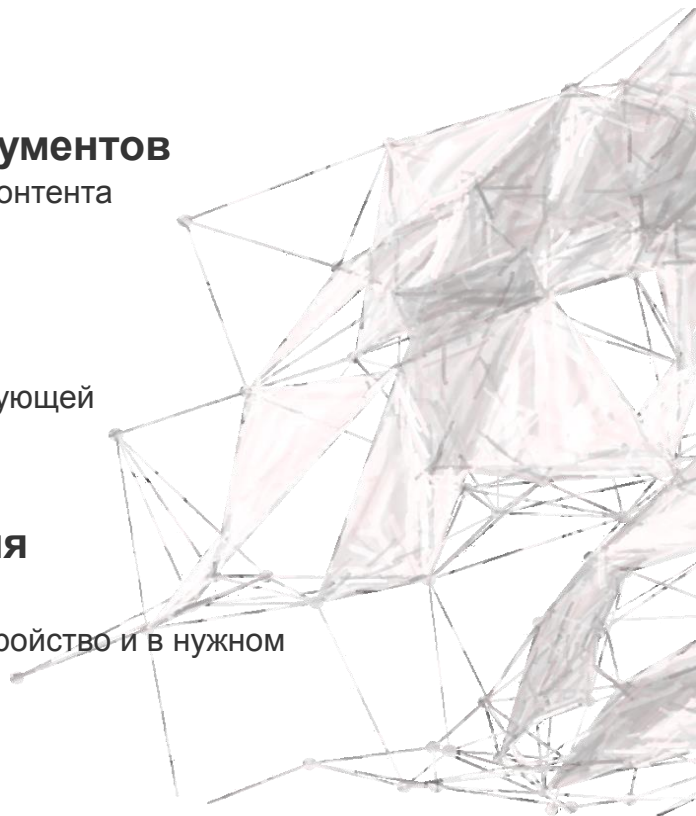 ументов
онтента
ующей
ия
ройство и в нужном